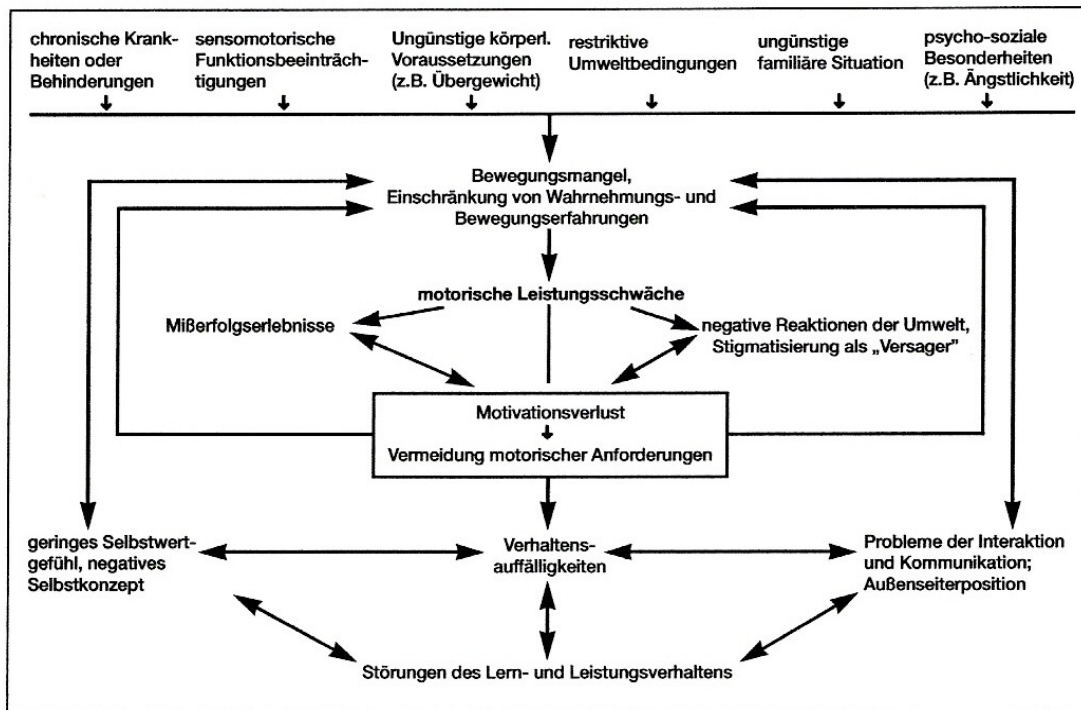 chronische Krank-
heiten oder
Behinderungen
sensomotorische
Funktionsbeeinträch-
tigungen
Ungünstige körperl.
Voraussetzungen
(z.B. Übergewicht)
restriktive
Umweltbedingungen
ungünstige
familiäre Situation
psycho-soziale
Besonderheiten
(z.B. Ängstlichkeit)
Bewegungsmangel,
Einschränkung von Wahrnehmungs- und
Bewegungserfahrungen
motorische Leistungsschwäche
Mißerfolgserlebnisse
negative Reaktionen der Umwelt,
Stigmatisierung als „Versager”
Motivationsverlust
Vermeidung motorischer Anforderungen
geringes Selbstwert-
gefühl, negatives
Selbstkonzept
Verhaltens-
auffälligkeiten
Probleme der Interaktion
und Kommunikation;
Außenseiterposition
Störungen des Lern- und Leistungsverhaltens